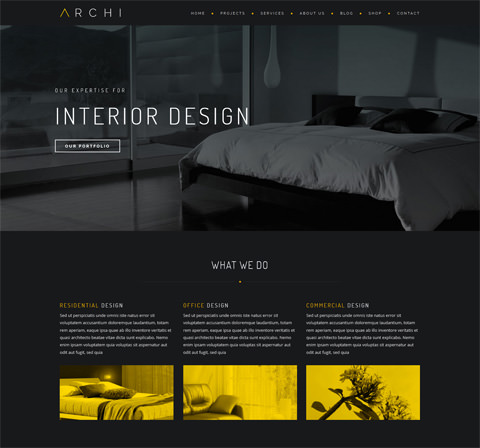 ARCHI
HOME PROJECTS SERVICES ABOUT US BLOG SHOP CONTACT
OUR EXPERTISE FOR
INTERIOR DESIGN
OUR PORTFOLIO
WHAT WE DO
RESIDENTIAL DESIGN
Sed ut perspiciatis unde omnis iste natus error sit
voluptatem accusantium doloremque laudantium, totam
rem aperiam, eaque ipsa quae ab illo inventore veritatis et
quasi architecto beatae vitae dicta sunt explicabo. Nemo
enim ipsam voluptatem quia voluptas sit aspernatur aut
odit aut fugit, sed quia
OFFICE DESIGN
Sed ut perspiciatis unde omnis iste natus error sit
voluptatem accusantium doloremque laudantium, totam
rem aperiam, eaque ipsa quae ab illo inventore veritatis et
quasi architecto beatae vitae dicta sunt explicabo. Nemo
enim ipsam voluptatem quia voluptas sit aspernatur aut
odit aut fugit, sed quia
COMMERCIAL DESIGN
Sed ut perspiciatis unde omnis iste natus error sit
voluptatem accusantium doloremque laudantium, totam
rem aperiam, eaque ipsa quae ab illo inventore veritatis et
quasi architecto beatae vitae dicta sunt explicabo. Nemo
enim ipsam voluptatem quia voluptas sit aspernatur aut
odit aut fugit, sed quia